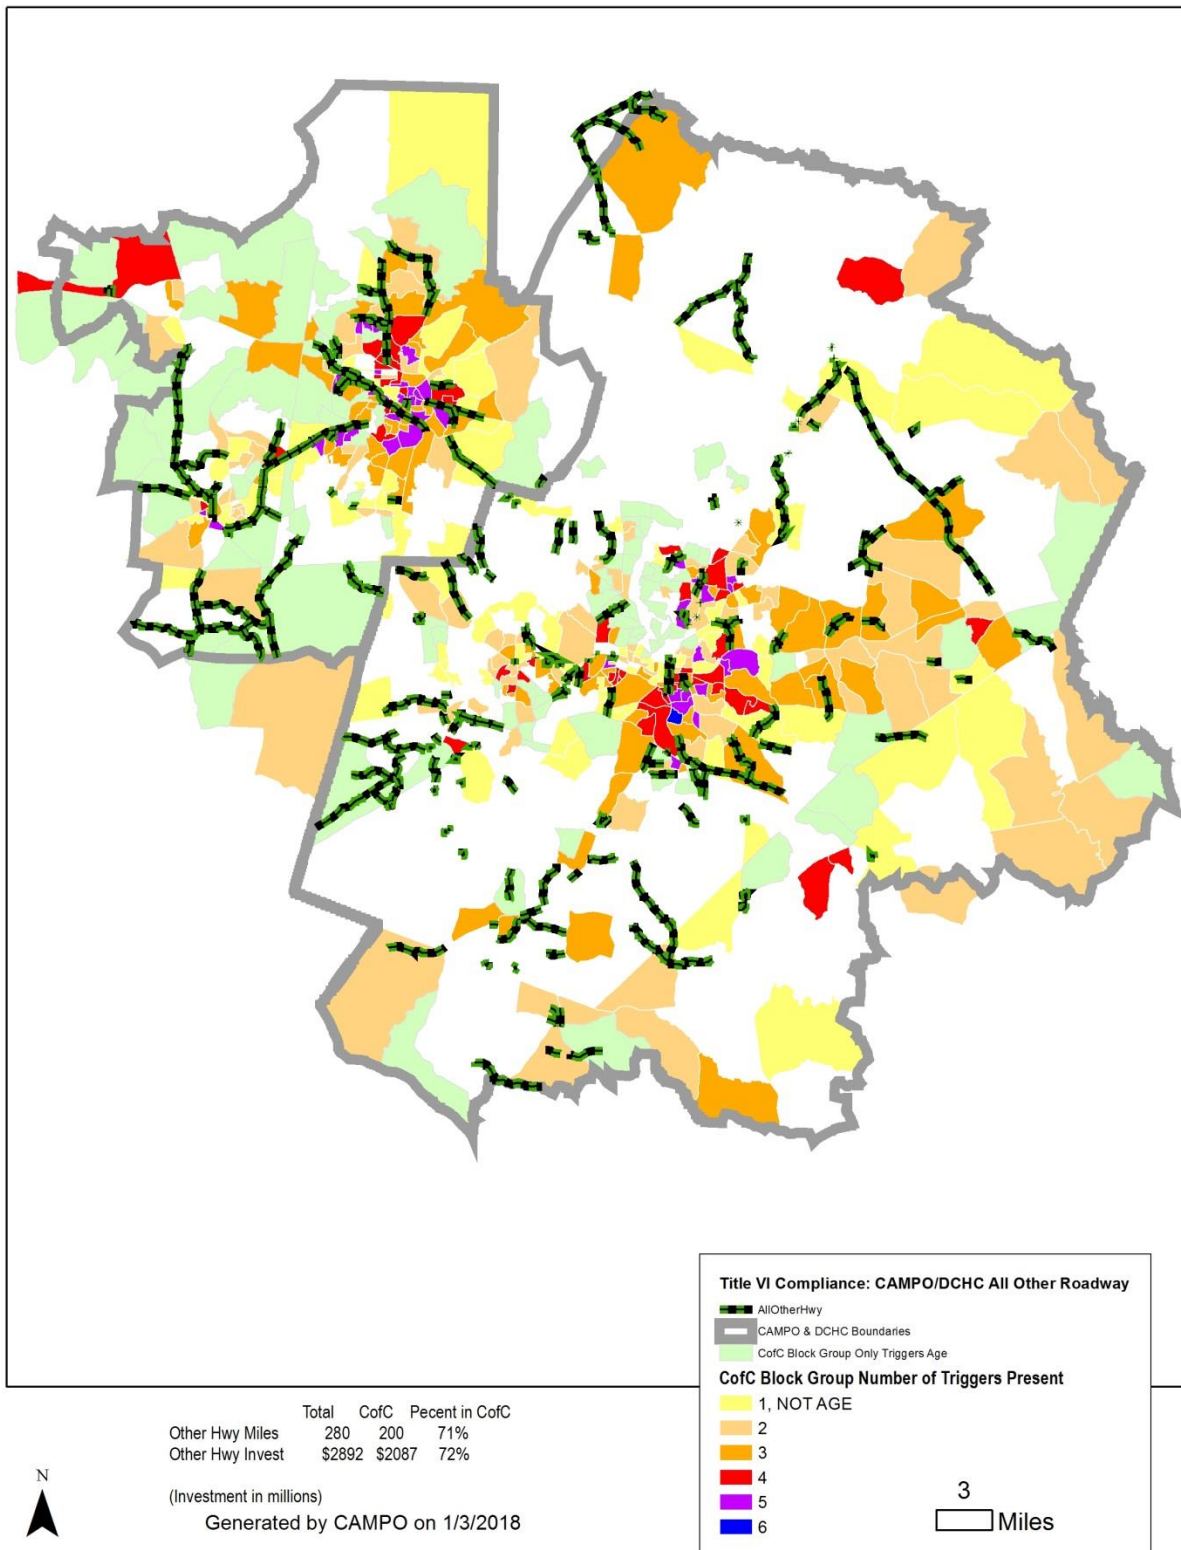 Title VI Compliance: CAMPO/DCHC All Other Roadway
AllOtherHwy
CAMPO & DCHC Boundaries
CofC Block Group Only Triggers Age
CofC Block Group Number of Triggers Present
1, NOT AGE
2
3
4
5
6
3
Miles
Total CofC Pecent in CofC
Other Hwy Miles 280 200 71%
Other Hwy Invest $2892 $2087 72%
(Investment in millions)
Generated by CAMPO on 1/3/2018
N